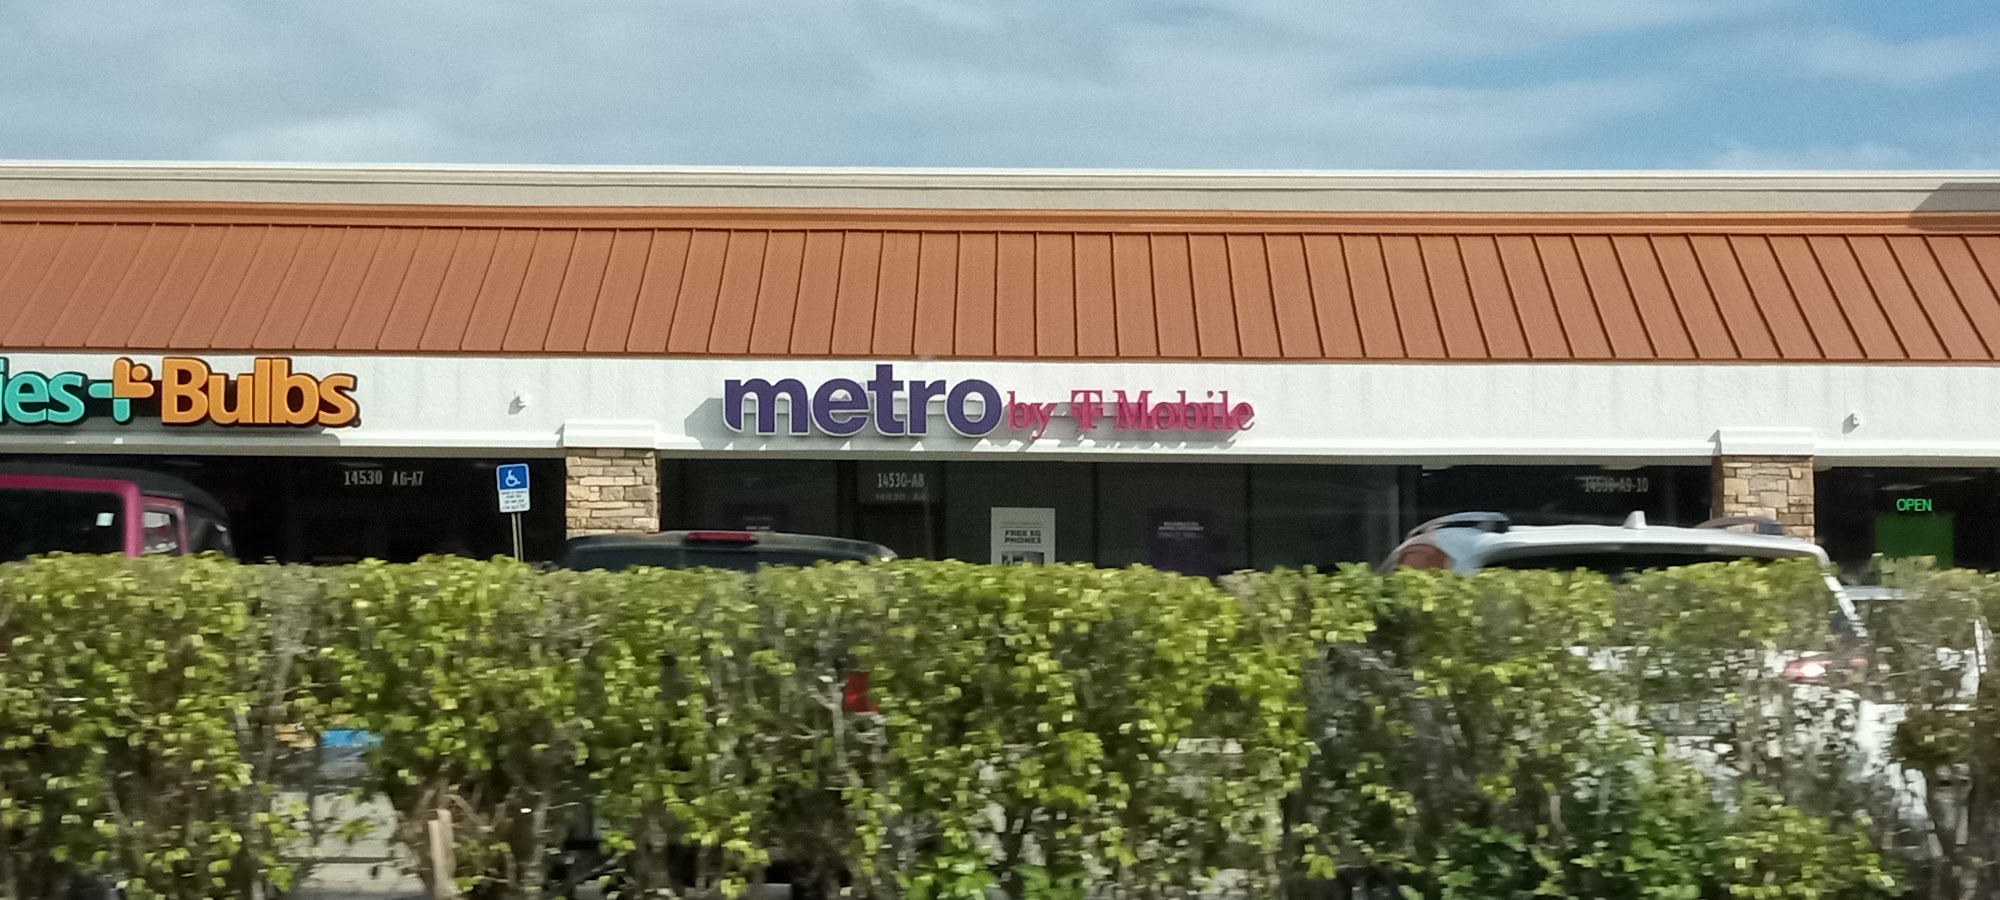 ies+Bulbs
metro by T Mobile
14530 A6-A7
14530-A8
14530-A9-10
OPEN
FREE 5G
PHONES